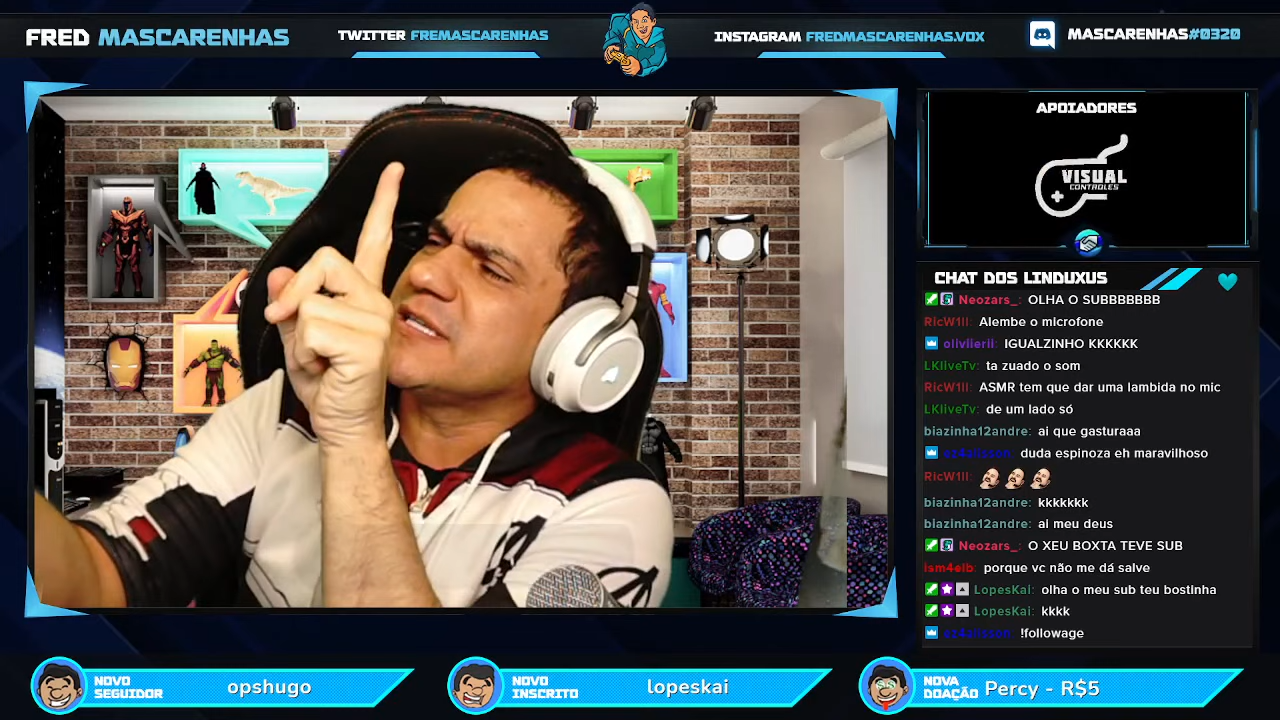 FRED MASCARENHAS
TWITTER FREMASCARENHAS
INSTAGRAM FREDMASCARENHAS.VOX
MASCARENHAS#0320
APOIADORES
VISUAL
CONTROLES
CHAT DOS LINDUXUS
Neozars_: OLHA O SUBBBBBBB
RicW1ll: Alembe o microfone
oliviierii: IGUALZINHO KKKKKK
LKliveTv: ta zuado o som
RicW1ll: ASMR tem que dar uma lambida no mic
LKliveTv: de um lado só
biazinha12andre: ai que gasturaaa
ez4alisson: duda espinoza eh maravilhoso
RicW1ll:
biazinha12andre: kkkkkkk
biazinha12andre: ai meu deus
Neozars_: O XEU BOXTA TEVE SUB
ism4elb: porque vc não me dá salve
LopesKai: olha o meu sub teu bostinha
LopesKai: kkkk
ez4alisson: !followage
NOVO
SEGUIDOR
opshugo
NOVO
INSCRITO
lopeskai
NOVA
DOAÇÃO
Percy - R$5